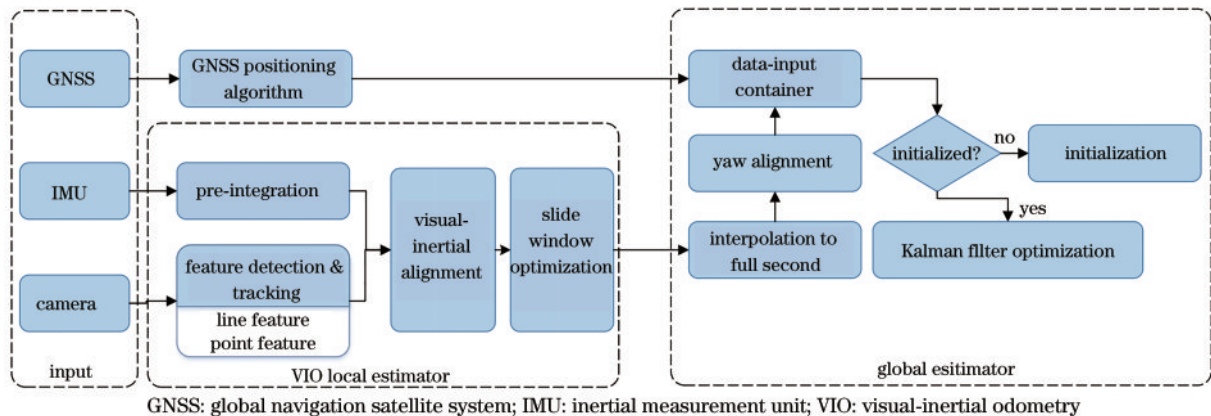 GNSS
GNSS positioning
algorithm
data-input
container
initialized?
no
initialization
yes
Kalman fllter optimization
yaw alignment
interpolation to
full second
IMU
pre-integration
visual-
inertial
alignment
slide
window
optimization
feature detection &
tracking
line feature
point feature
camera
input
VIO local estimator
global esitimator
GNSS: global navigation satellite system; IMU: inertial measurement unit; VIO: visual-inertial odometry